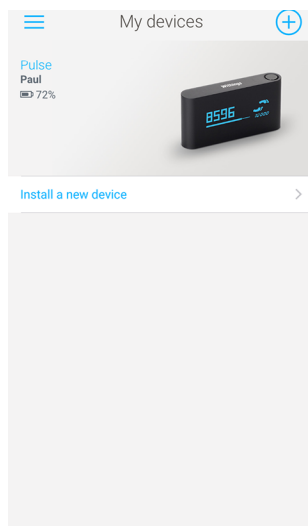 My devices
Pulse
Paul
72%
Withings
8596
10000
Install a new device